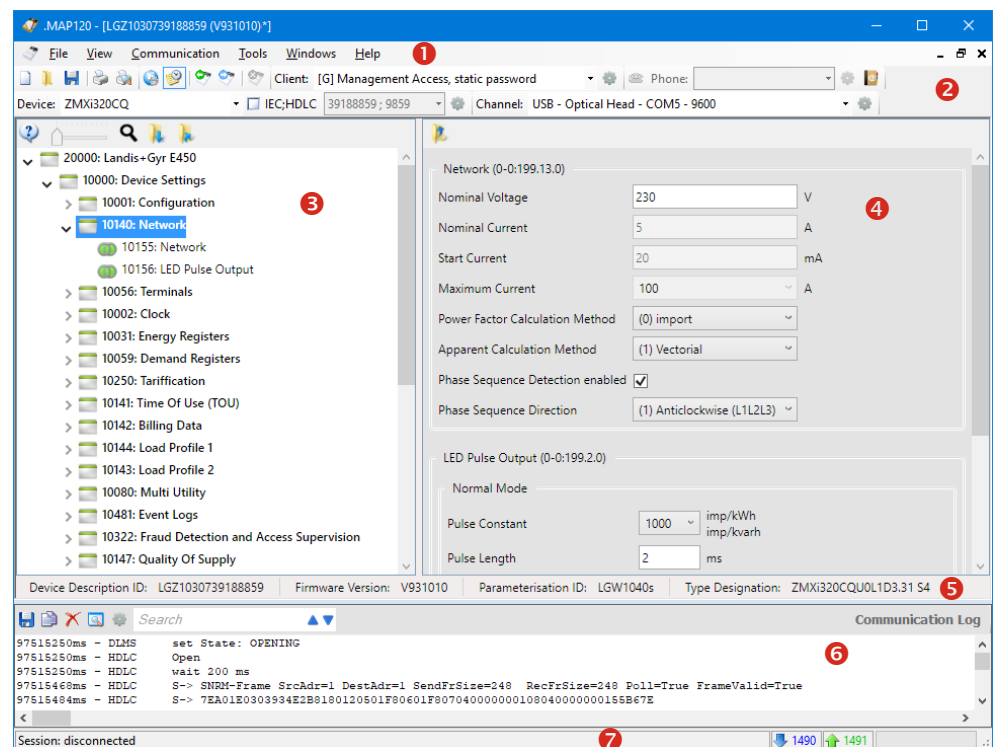 .MAP120 - [LGZ1030739188859 (V931010)*]
File View Communication Tools Windows Help 1
Client: [G] Management Access, static password Phone: 2
Device: ZMXi320CQ IEC;HDLC 39188859 ; 9859 Channel: USB - Optical Head - COM5 - 9600
20000: Landis+Gyr E450
10000: Device Settings
10001: Configuration 3
10140: Network
10155: Network
10156: LED Pulse Output
10056: Terminals
10002: Clock
10031: Energy Registers
10059: Demand Registers
10250: Tariffication
10141: Time Of Use (TOU)
10142: Billing Data
10144: Load Profile 1
10143: Load Profile 2
10080: Multi Utility
10481: Event Logs
10322: Fraud Detection and Access Supervision
10147: Quality Of Supply
Network (0-0:199.13.0)
Nominal Voltage 230 V 4
Nominal Current 5 A
Start Current 20 mA
Maximum Current 100 A
Power Factor Calculation Method (0) import
Apparent Calculation Method (1) Vectorial
Phase Sequence Detection enabled
Phase Sequence Direction (1) Anticlockwise (L1L2L3)
LED Pulse Output (0-0:199.2.0)
Normal Mode
Pulse Constant 1000 imp/kWh
imp/kvarh
Pulse Length 2 ms
Device Description ID: LGZ1030739188859 Firmware Version: V931010 Parameterisation ID: LGW1040s Type Designation: ZMXi320CQU0L1D3.31 S4 5
Search Communication Log
97515250ms - DLMS set State: OPENING 6
97515250ms - HDLC Open
97515250ms - HDLC wait 200 ms
97515468ms - HDLC S-> SNRM-Frame SrcAdr=1 DestAdr=1 SendFrSize=248 RecFrSize=248 Poll=True FrameValid=True
97515484ms - HDLC S-> 7EA01E0303934E2B8180120501F80601F80704000000010804000000155B67E
Session: disconnected 7 1490 1491